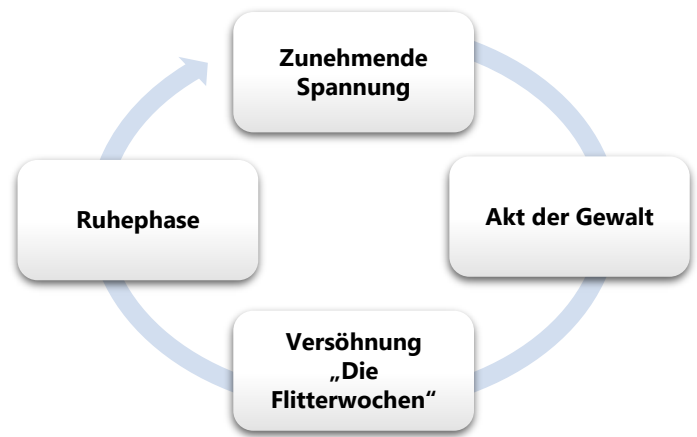 Zunehmende
Spannung
Akt der Gewalt
Versöhnung
„Die
Flitterwochen“
Ruhephase